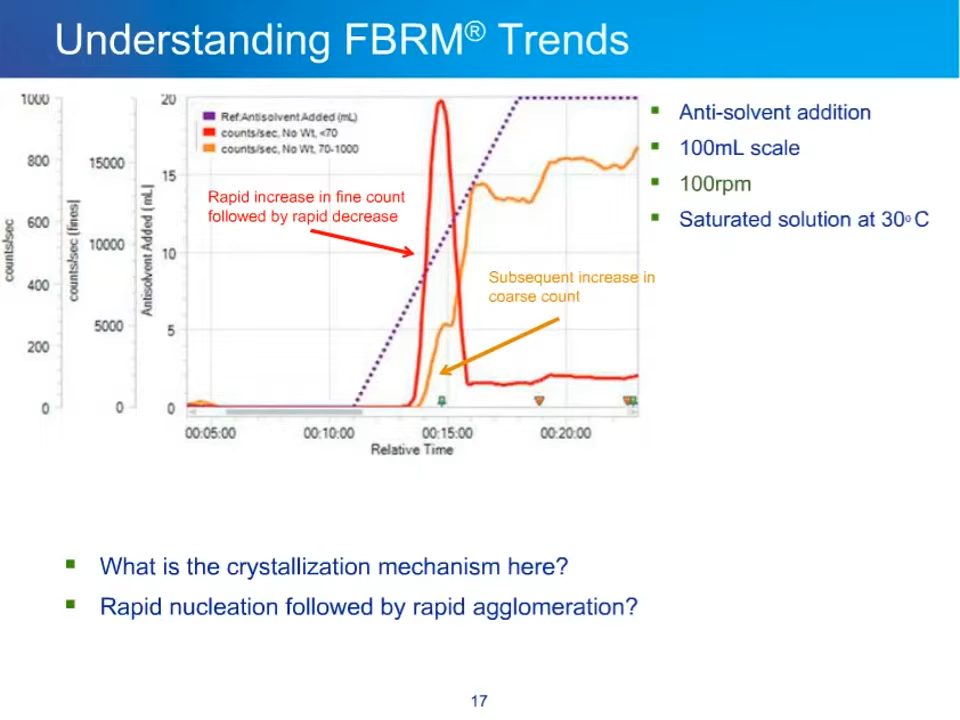 Understanding FBRM® Trends
1000
800
600
400
200
0
counts/sec
15000
10000
5000
0
counts/sec [fines]
20
15
10
5
0
Antisolvent Added [mL]
Ref:Antisolvent Added (mL)
counts/sec, No Wt, <70
counts/sec, No Wt, 70-1000
Rapid increase in fine count
followed by rapid decrease
Subsequent increase in
coarse count
00:05:00 00:10:00 00:15:00 00:20:00
Relative Time
▪ Anti-solvent addition
▪ 100mL scale
▪ 100rpm
▪ Saturated solution at 30º C
▪ What is the crystallization mechanism here?
▪ Rapid nucleation followed by rapid agglomeration?
17